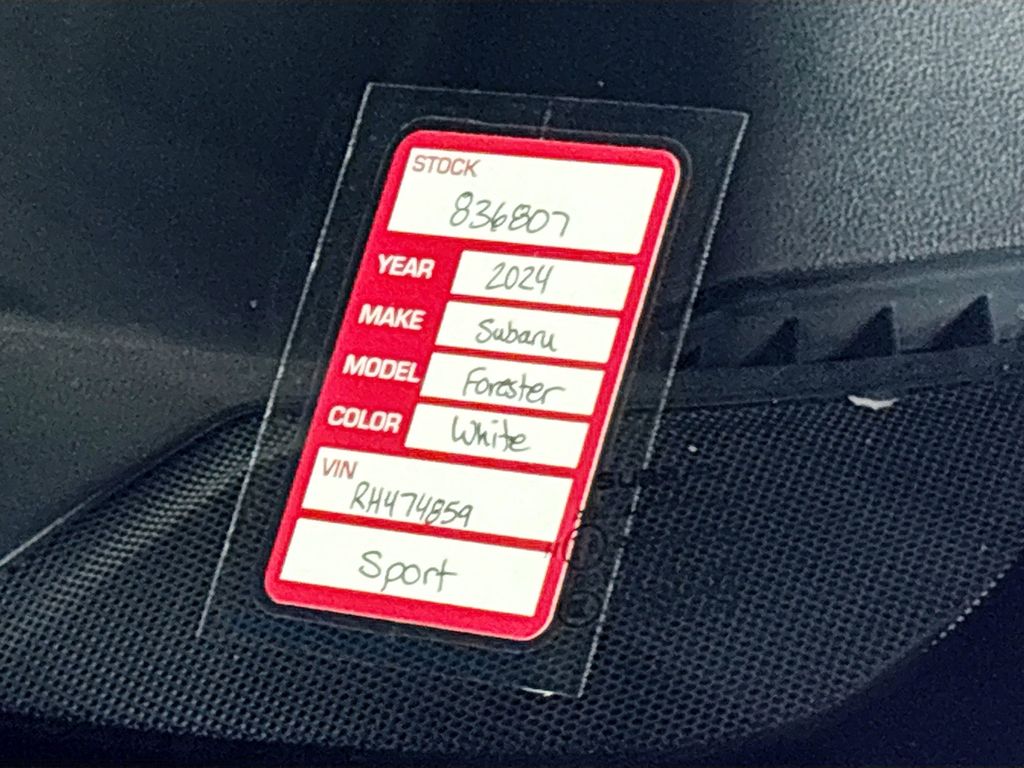 STOCK
836807
YEAR 2024
MAKE Subaru
MODEL Forester
COLOR White
VIN
RH474859
Sport